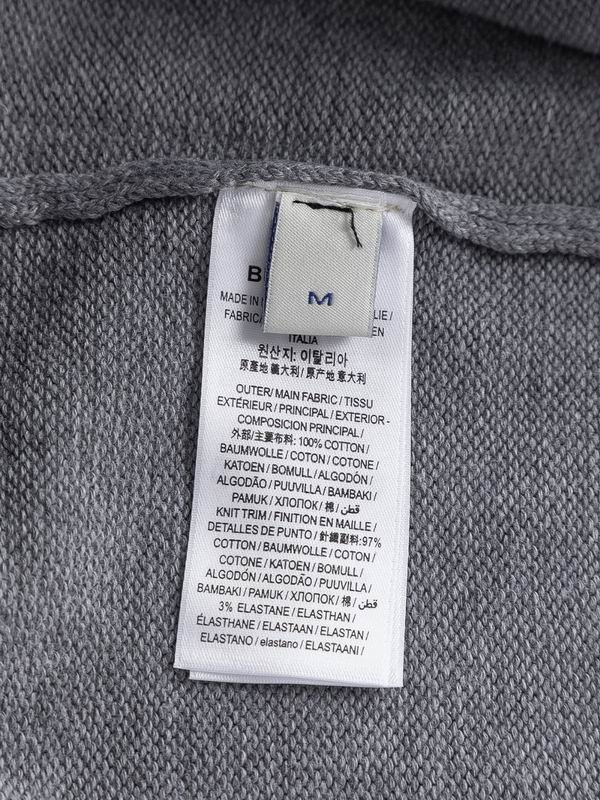 M
B
MADE IN LIE /
FABRICA EN
ITALIA
원산지: 이탈리아
原產地 義大利 / 原产地 意大利
OUTER/ MAIN FABRIC / TISSU
EXTÉRIEUR / PRINCIPAL / EXTERIOR -
COMPOSICION PRINCIPAL /
外部/主要布料: 100% COTTON /
BAUMWOLLE / COTON / COTONE /
KATOEN / BOMULL / ALGODÓN /
ALGODÃO / PUUVILLA / BAMBAKI /
PAMUK / ХЛОПОК / 棉 / قطن /
KNIT TRIM / FINITION EN MAILLE /
DETALLES DE PUNTO / 針織副料:97%
COTTON / BAUMWOLLE / COTON /
COTONE / KATOEN / BOMULL /
ALGODÓN / ALGODÃO / PUUVILLA /
BAMBAKI / PAMUK / ХЛОПОК / 棉 / قطن
3% ELASTANE / ELASTHAN /
ÉLASTHANE / ELASTAAN / ELASTAN /
ELASTANO / elastano / ELASTAANI /